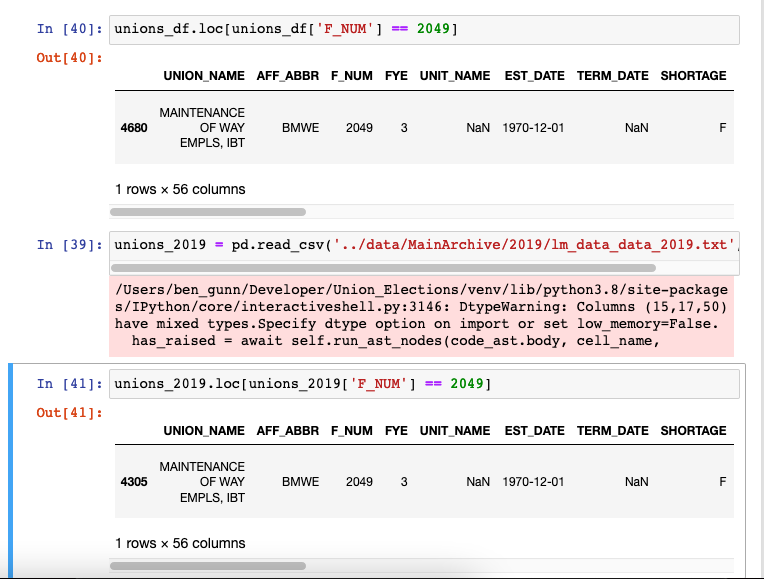 In [40]: unions_df.loc[unions_df['F_NUM'] == 2049]
Out[40]:
UNION_NAME AFF_ABBR F_NUM FYE UNIT_NAME EST_DATE TERM_DATE SHORTAGE
MAINTENANCE
4680 OF WAY BMWE 2049 3 NaN 1970-12-01 NaN F
EMPLS, IBT
1 rows × 56 columns
In [39]: unions_2019 = pd.read_csv('../data/MainArchive/2019/lm_data_data_2019.txt',
/Users/ben_gunn/Developer/Union_Elections/venv/lib/python3.8/site-package
s/IPython/core/interactiveshell.py:3146: DtypeWarning: Columns (15,17,50)
have mixed types.Specify dtype option on import or set low_memory=False.
has_raised = await self.run_ast_nodes(code_ast.body, cell_name,
In [41]: unions_2019.loc[unions_2019['F_NUM'] == 2049]
Out[41]:
UNION_NAME AFF_ABBR F_NUM FYE UNIT_NAME EST_DATE TERM_DATE SHORTAGE
MAINTENANCE
4305 OF WAY BMWE 2049 3 NaN 1970-12-01 NaN F
EMPLS, IBT
1 rows × 56 columns